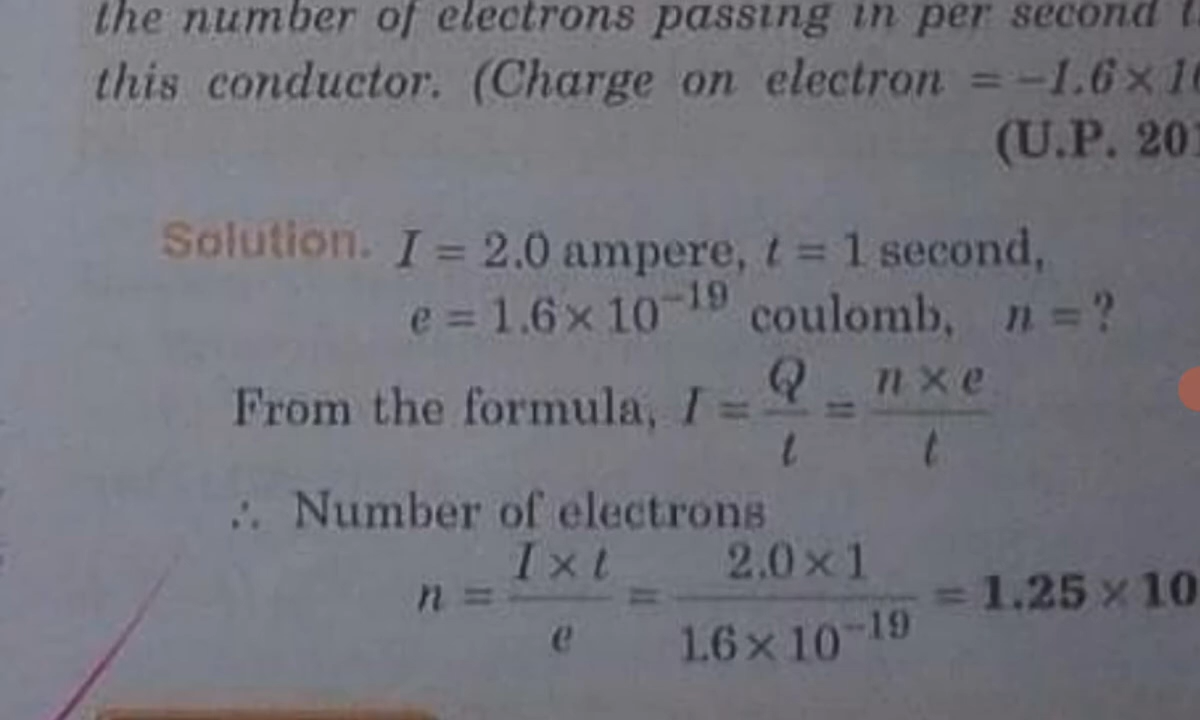 the number of electrons passing in per second
this conductor. (Charge on electron = –1.6 × 10
(U.P. 201
Solution. I = 2.0 ampere, t = 1 second,
e = 1.6 × 10⁻¹⁹ coulomb, n = ?
From the formula, I = Q/t = n × e/t
∴ Number of electrons
n = I × t/e = 2.0 × 1/1.6 × 10⁻¹⁹ = 1.25 × 10